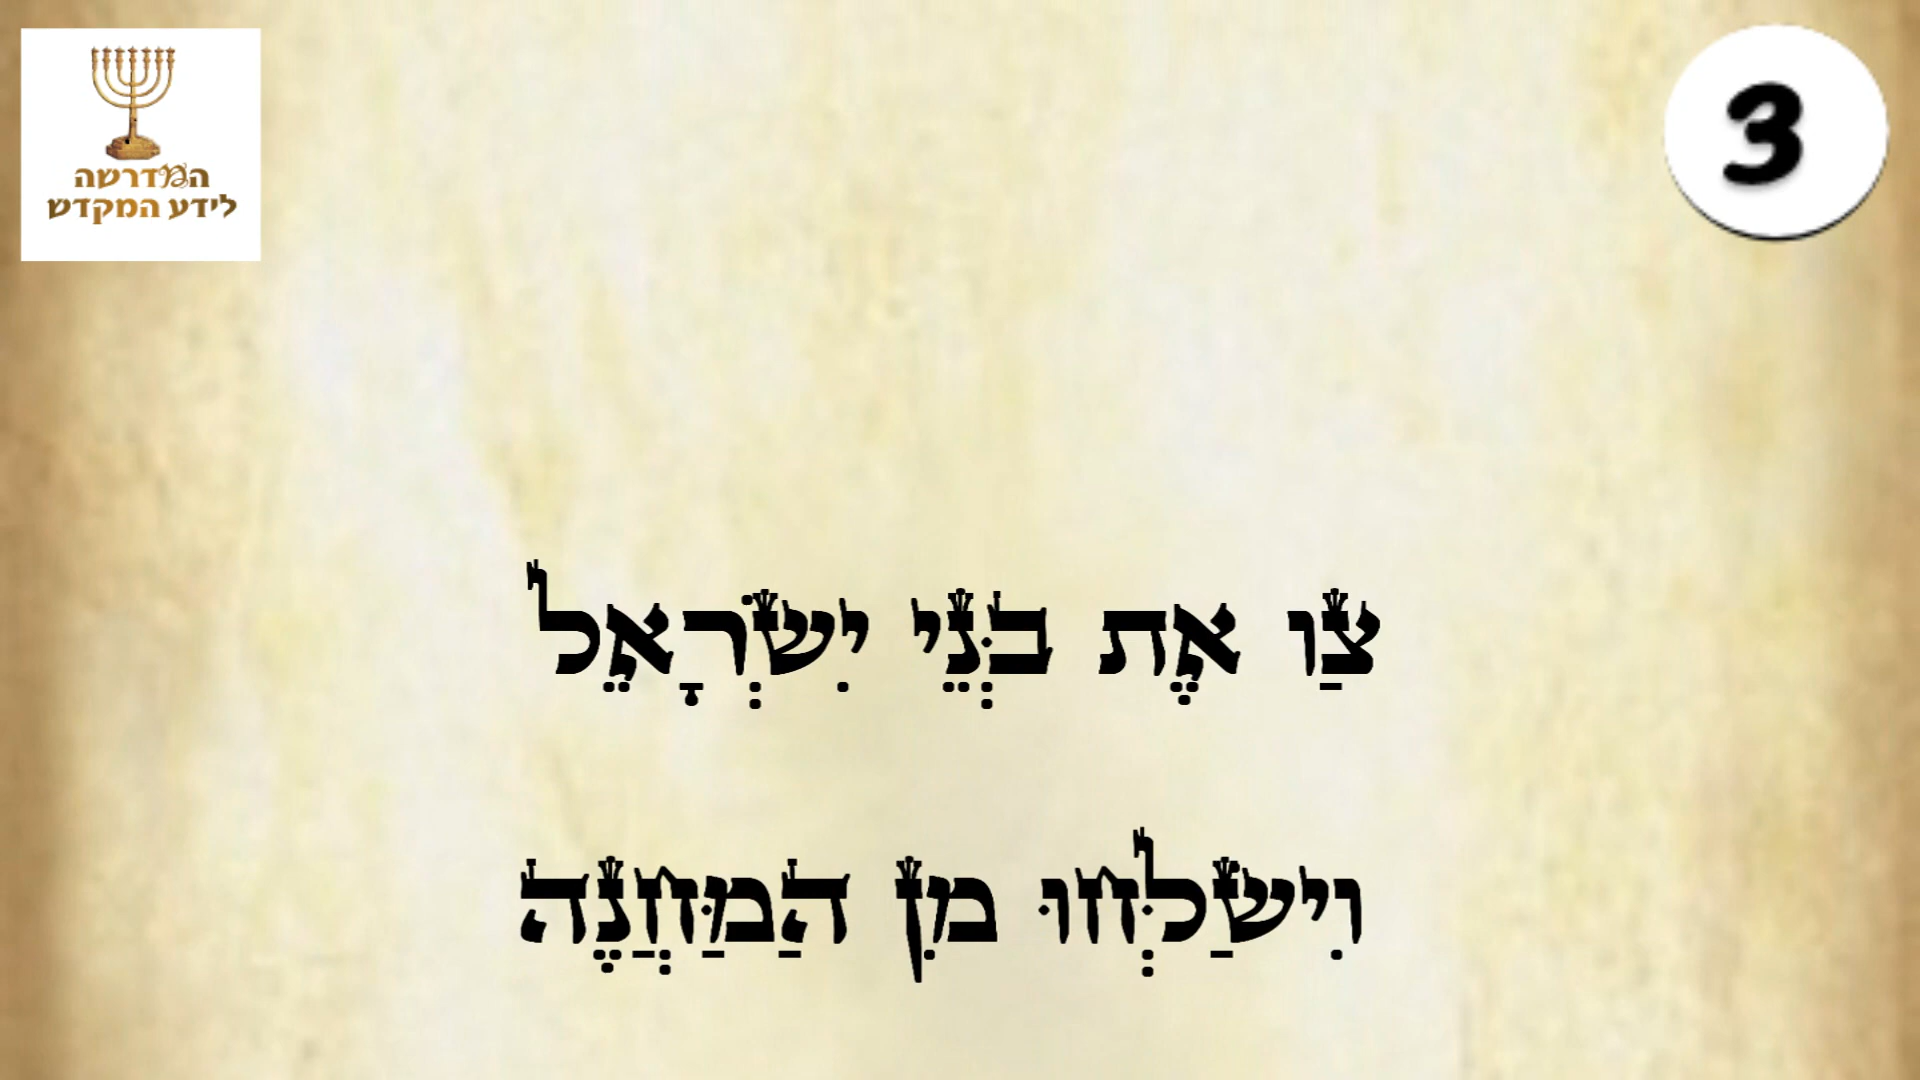 המדרשה
לידע המקדש
3
צַו אֶת בְּנֵי יִשְׂרָאֵל
וִישַׁלְּחוּ מִן הַמַּחֲנֶה